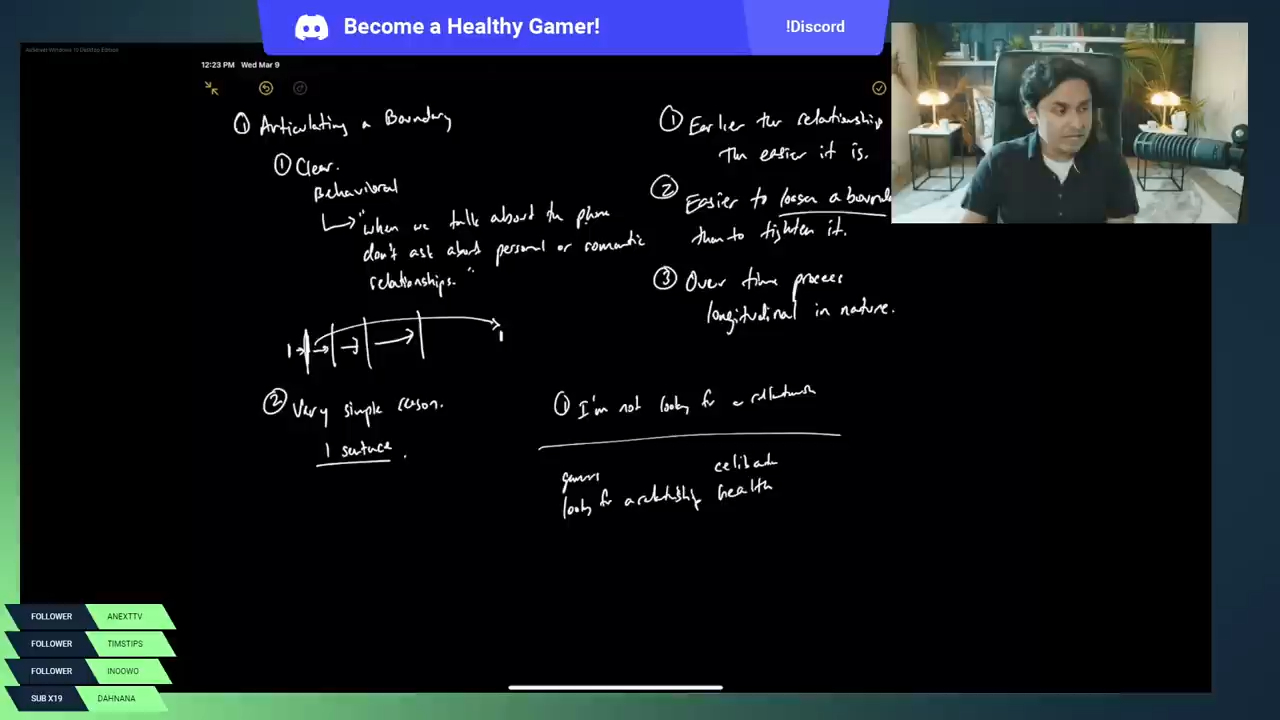 Become a Healthy Gamer!
!Discord
12:23 PM Wed Mar 9
① Articulating a Boundary
① Clear.
Behavioral
"when we talk about the phone
don't ask about personal or romantic
relationships."
② Very simple reason.
1 sentence.
① Earlier the relationship
The easier it is.
② Easier to loosen a bounda
than to tighten it.
③ Over time process
longitudinal in nature.
① I'm not looking for a relationship
looking for a relationship
health
FOLLOWER ANEXTTV
FOLLOWER TIMSTIPS
FOLLOWER INOOWO
SUB X19 DAHNANA